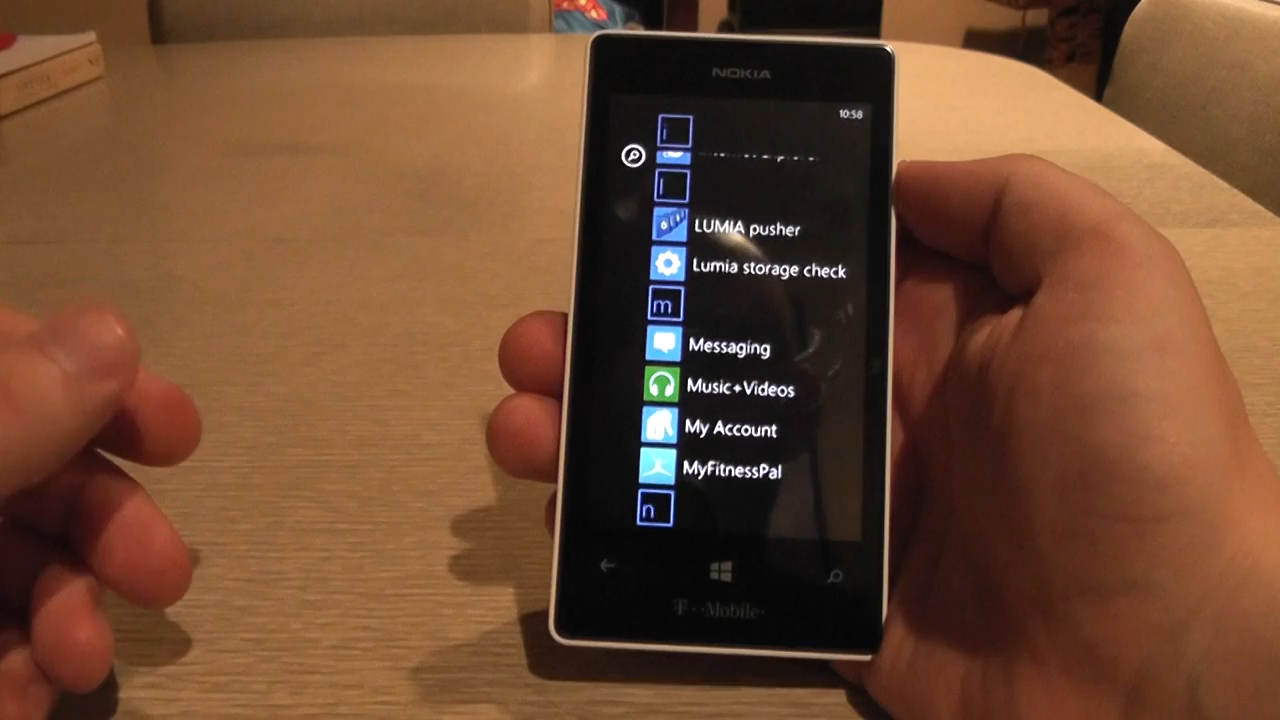 NOKIA
10:58
i
l
LUMIA pusher
Lumia storage check
m
Messaging
Music+Videos
My Account
MyFitnessPal
n
T··Mobile·